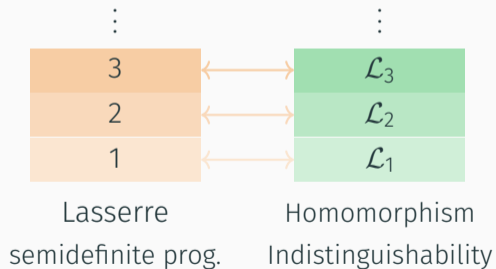 ⋮ ⋮
3 𝓛₃
2 𝓛₂
1 𝓛₁
Lasserre Homomorphism
semidefinite prog. Indistinguishability